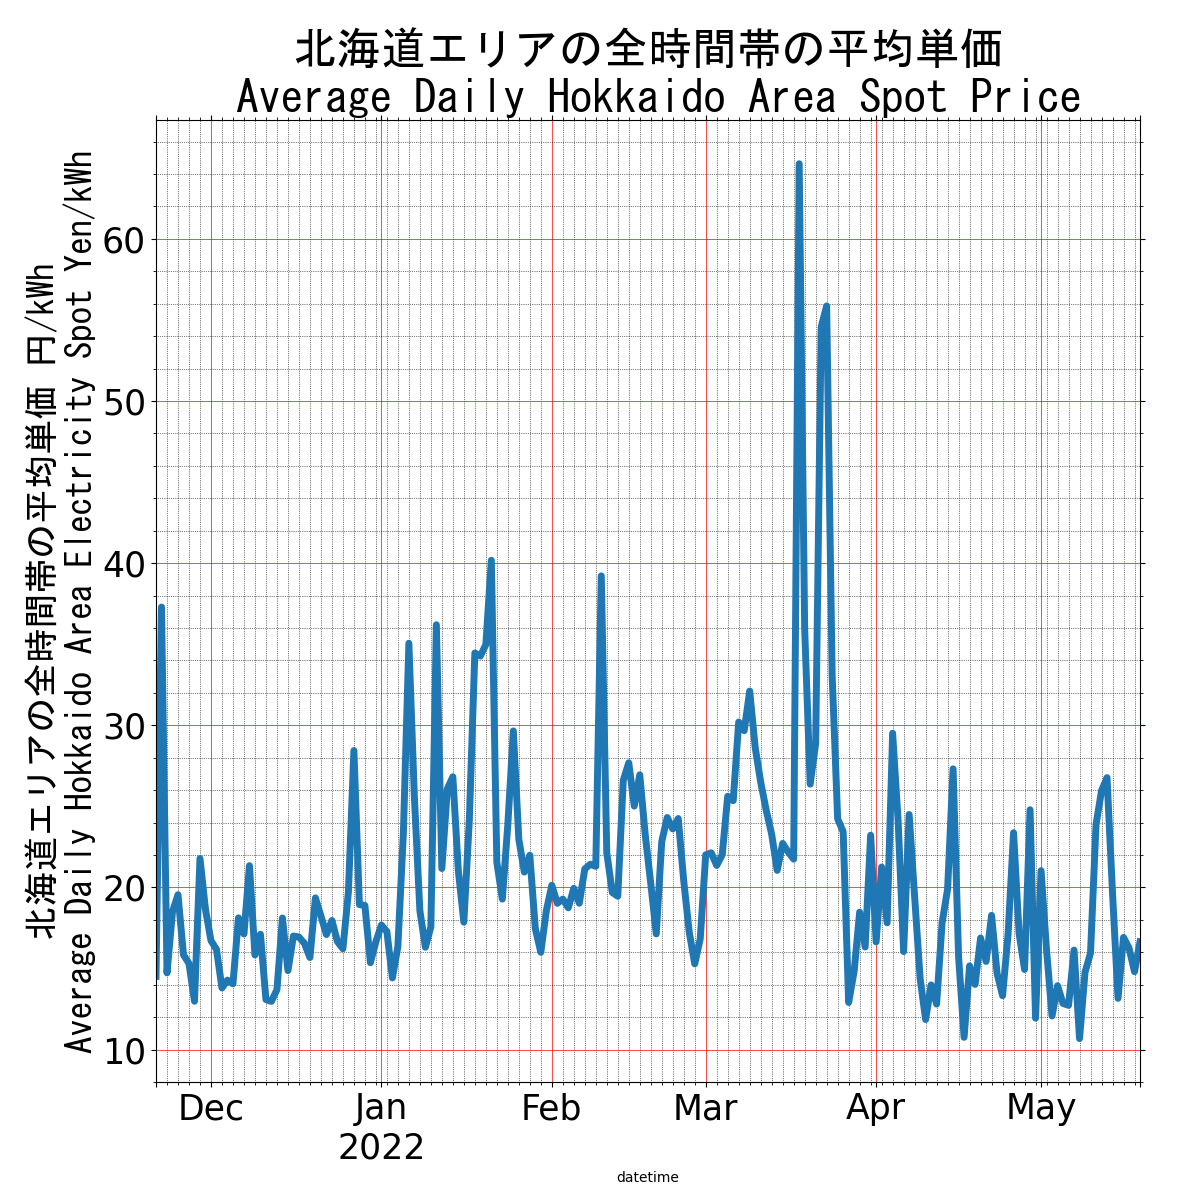 北海道エリアの全時間帯の平均単価
Average Daily Hokkaido Area Spot Price
北海道エリアの全時間帯の平均単価 円/kWh
Average Daily Hokkaido Area Electricity Spot Yen/kWh
60
50
40
30
20
10
Dec
Jan
2022
Feb
Mar
Apr
May
datetime